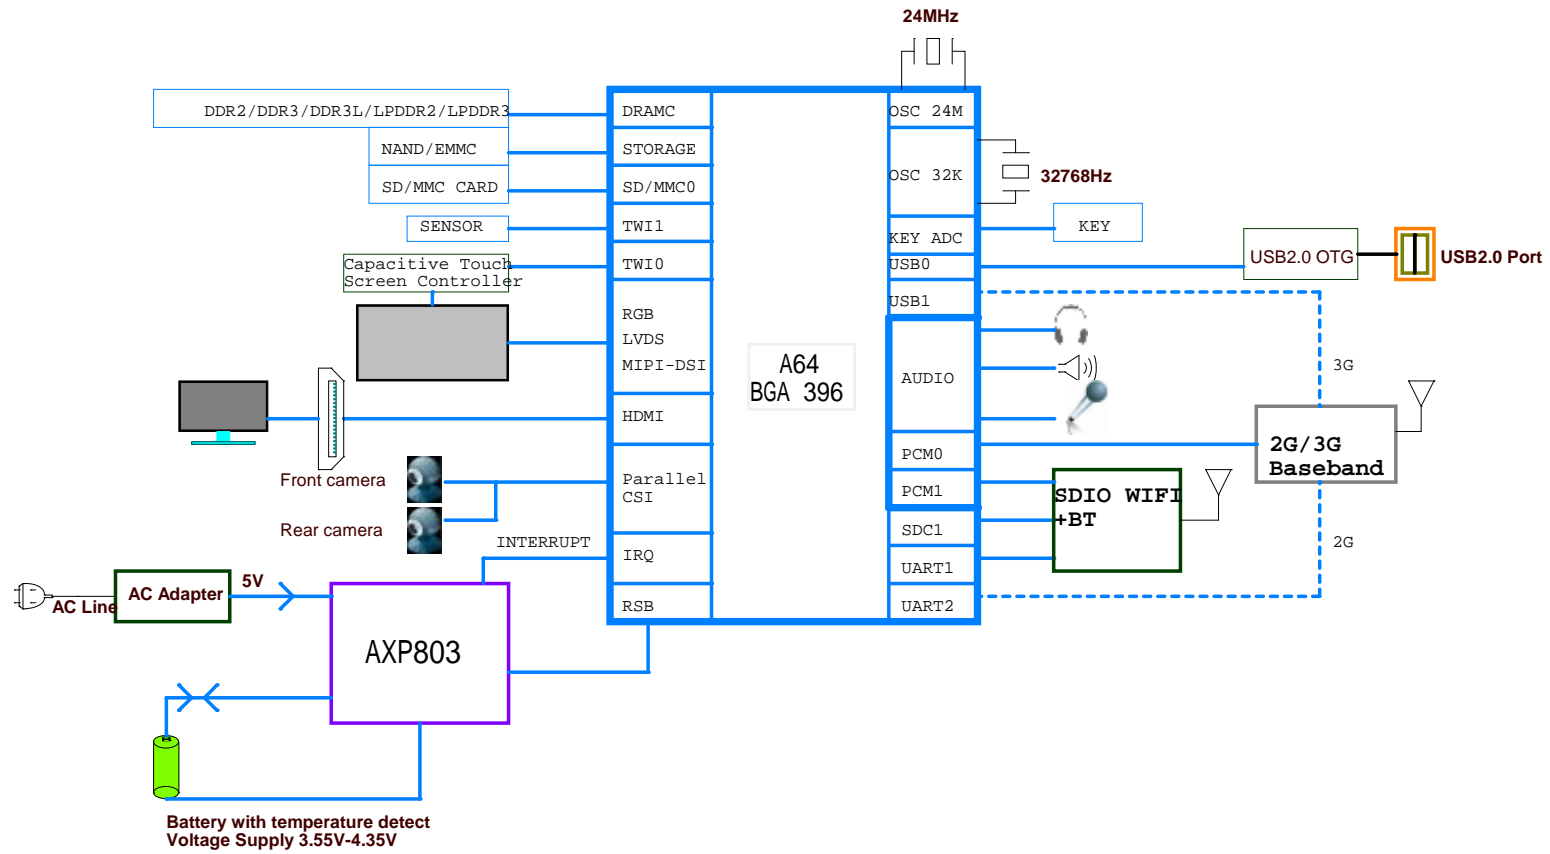 24MHz
DDR2/DDR3/DDR3L/LPDDR2/LPDDR3
DRAMC
OSC 24M
NAND/EMMC
STORAGE
OSC 32K
32768Hz
SD/MMC CARD
SD/MMC0
SENSOR
TWI1
KEY ADC
KEY
Capacitive Touch
Screen Controller
TWI0
USB0
USB2.0 OTG
USB2.0 Port
USB1
RGB
LVDS
MIPI-DSI
A64
BGA 396
AUDIO
3G
HDMI
PCM0
2G/3G
Baseband
Front camera
Parallel
CSI
PCM1
SDIO WIFI
+BT
Rear camera
SDC1
INTERRUPT
IRQ
UART1
2G
AC Line
AC Adapter
5V
RSB
UART2
AXP803
Battery with temperature detect
Voltage Supply 3.55V-4.35V